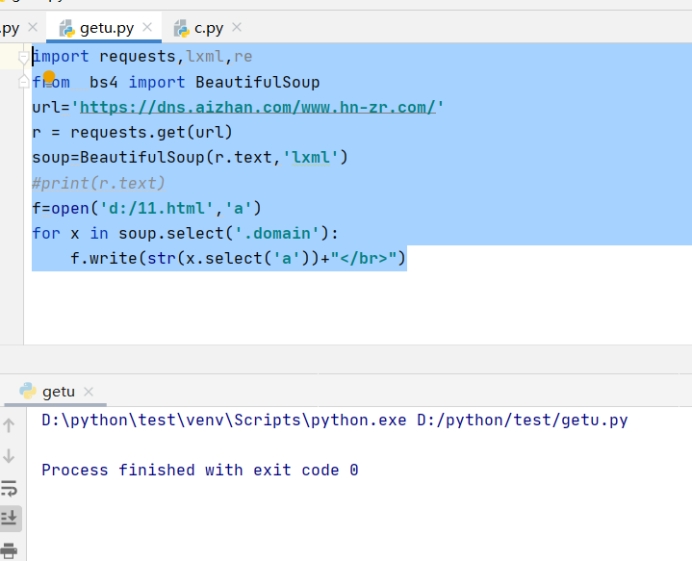 .py getu.py c.py
import requests,lxml,re
from  bs4 import BeautifulSoup
url='https://dns.aizhan.com/www.hn-zr.com/'
r = requests.get(url)
soup=BeautifulSoup(r.text,'lxml')
#print(r.text)
f=open('d:/11.html','a')
for x in soup.select('.domain'):
    f.write(str(x.select('a'))+"</br>")
getu
D:\python\test\venv\Scripts\python.exe D:/python/test/getu.py
Process finished with exit code 0